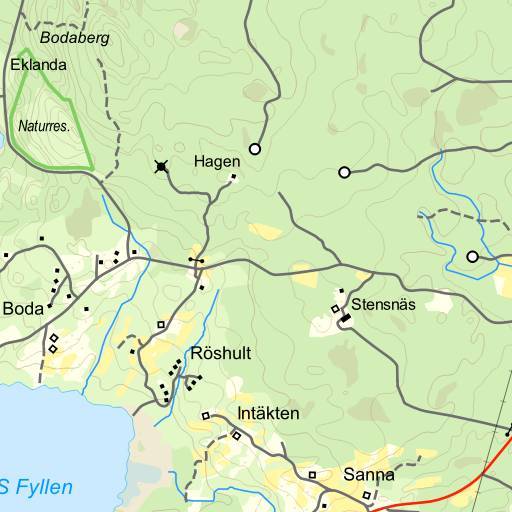 Bodaberg
Eklanda
Naturres.
Hagen
Boda
Stensnäs
Röshult
Intäkten
Sanna
S Fyllen